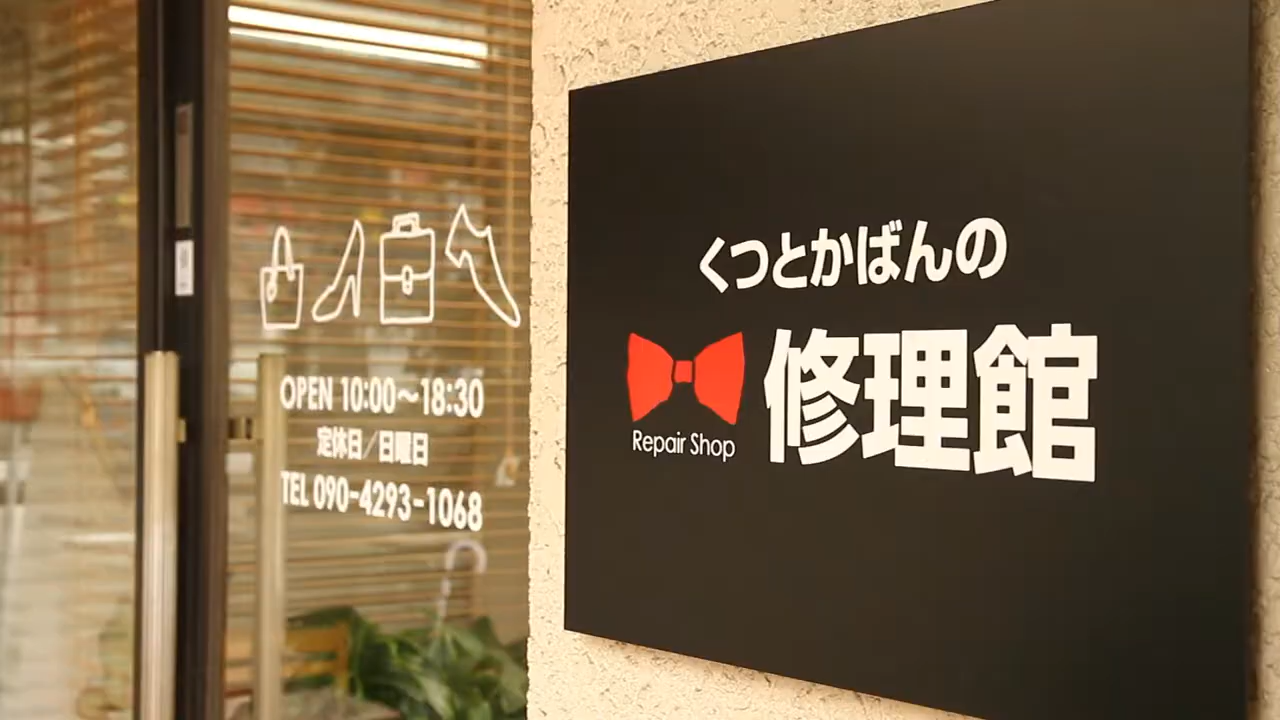 OPEN 10:00～18:30
定休日／日曜日
TEL 090-4293-1068
くつとかばんの
修理館
Repair Shop